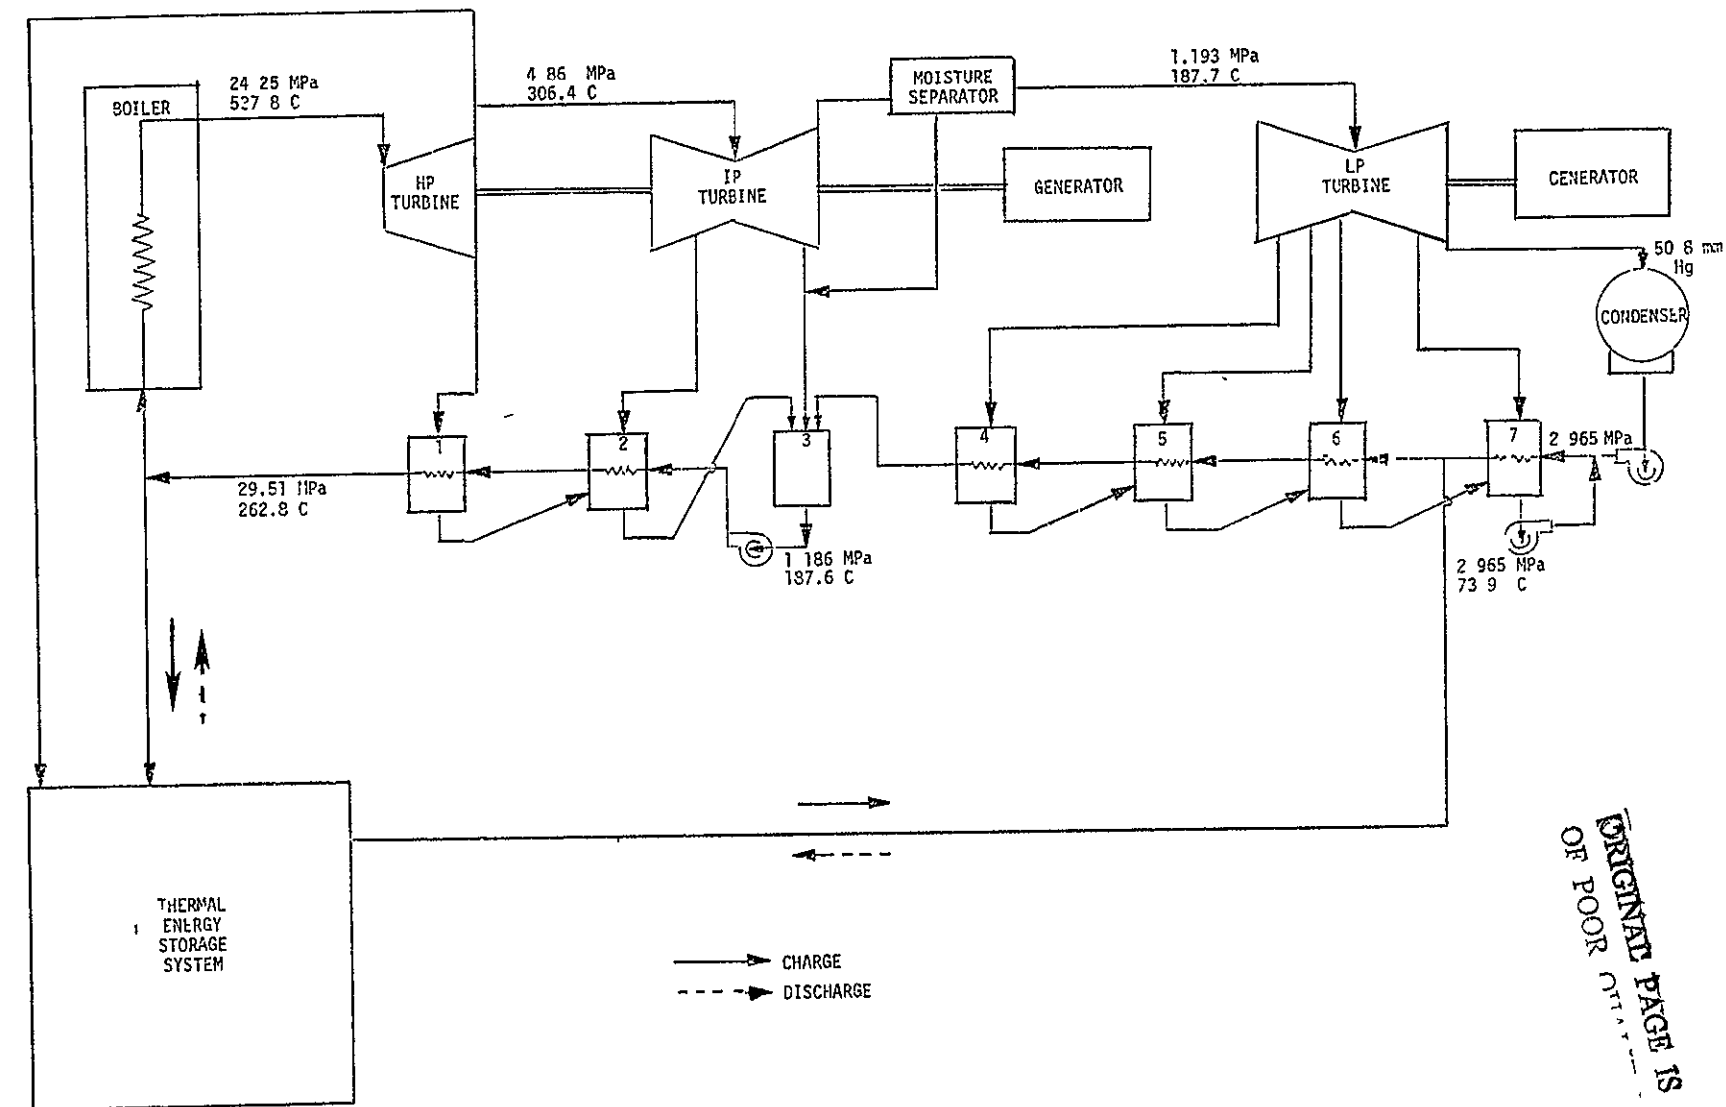 24 25 MPa
537 8 C
BOILER
4 86 MPa
306.4 C
MOISTURE
SEPARATOR
1.193 MPa
187.7 C
HP
TURBINE
IP
TURBINE
GENERATOR
LP
TURBINE
CENERATOR
50 8 mm
Hg
CONDENSER
1
2
3
4
5
6
7
2 965 MPa
29.51 MPa
262.8 C
1 186 MPa
187.6 C
2 965 MPa
73 9 C
THERMAL
ENERGY
STORAGE
SYSTEM
CHARGE
DISCHARGE
ORIGINAL PAGE IS
OF POOR